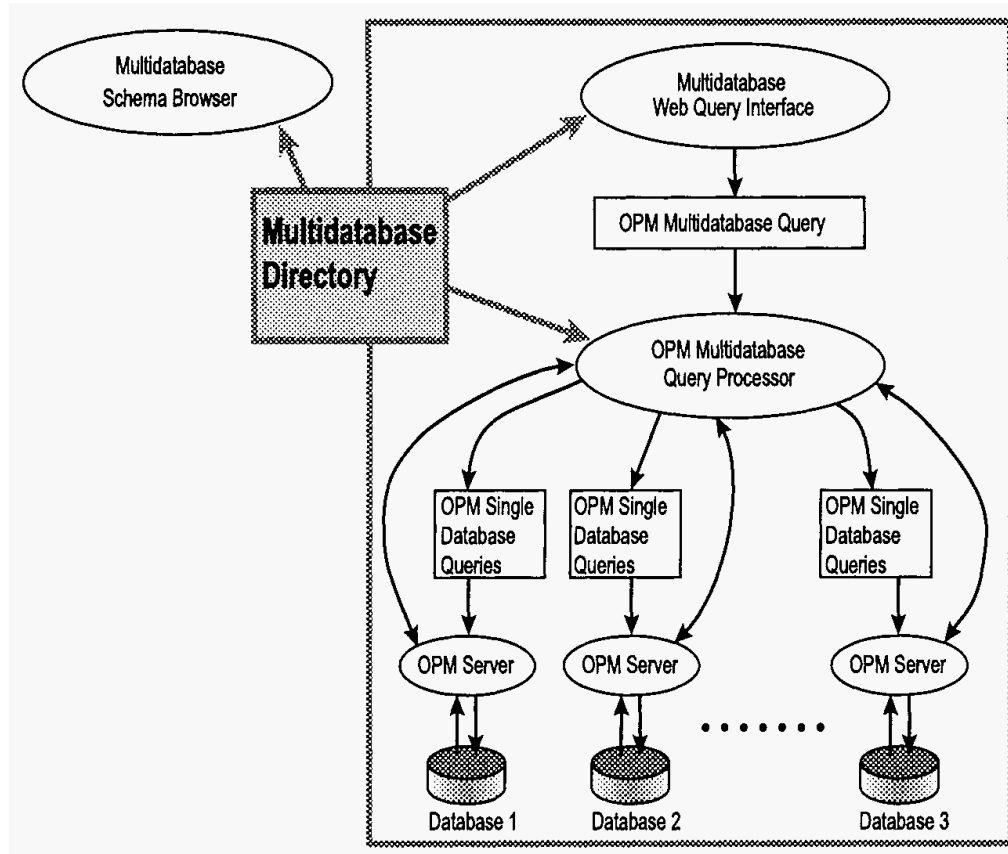 Multidatabase
Schema Browser
Multidatabase
Web Query Interface
Multidatabase
Directory
OPM Multidatabase Query
OPM Multidatabase
Query Processor
OPM Single
Database
Queries
OPM Single
Database
Queries
OPM Single
Database
Queries
OPM Server
OPM Server
OPM Server
Database 1
Database 2
Database 3